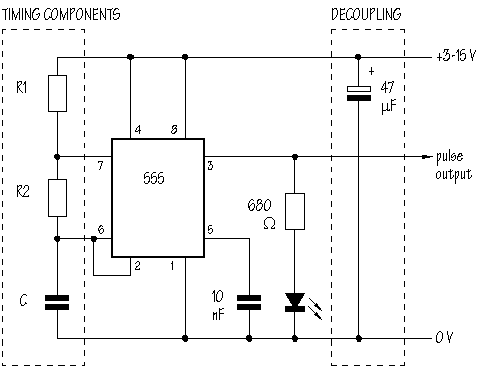 TIMING COMPONENTS
DECOUPLING
+3-15 V
R1
+
47
µF
4
8
7
555
3
pulse
output
R2
680
Ω
6
5
2
1
C
10
nF
0 V